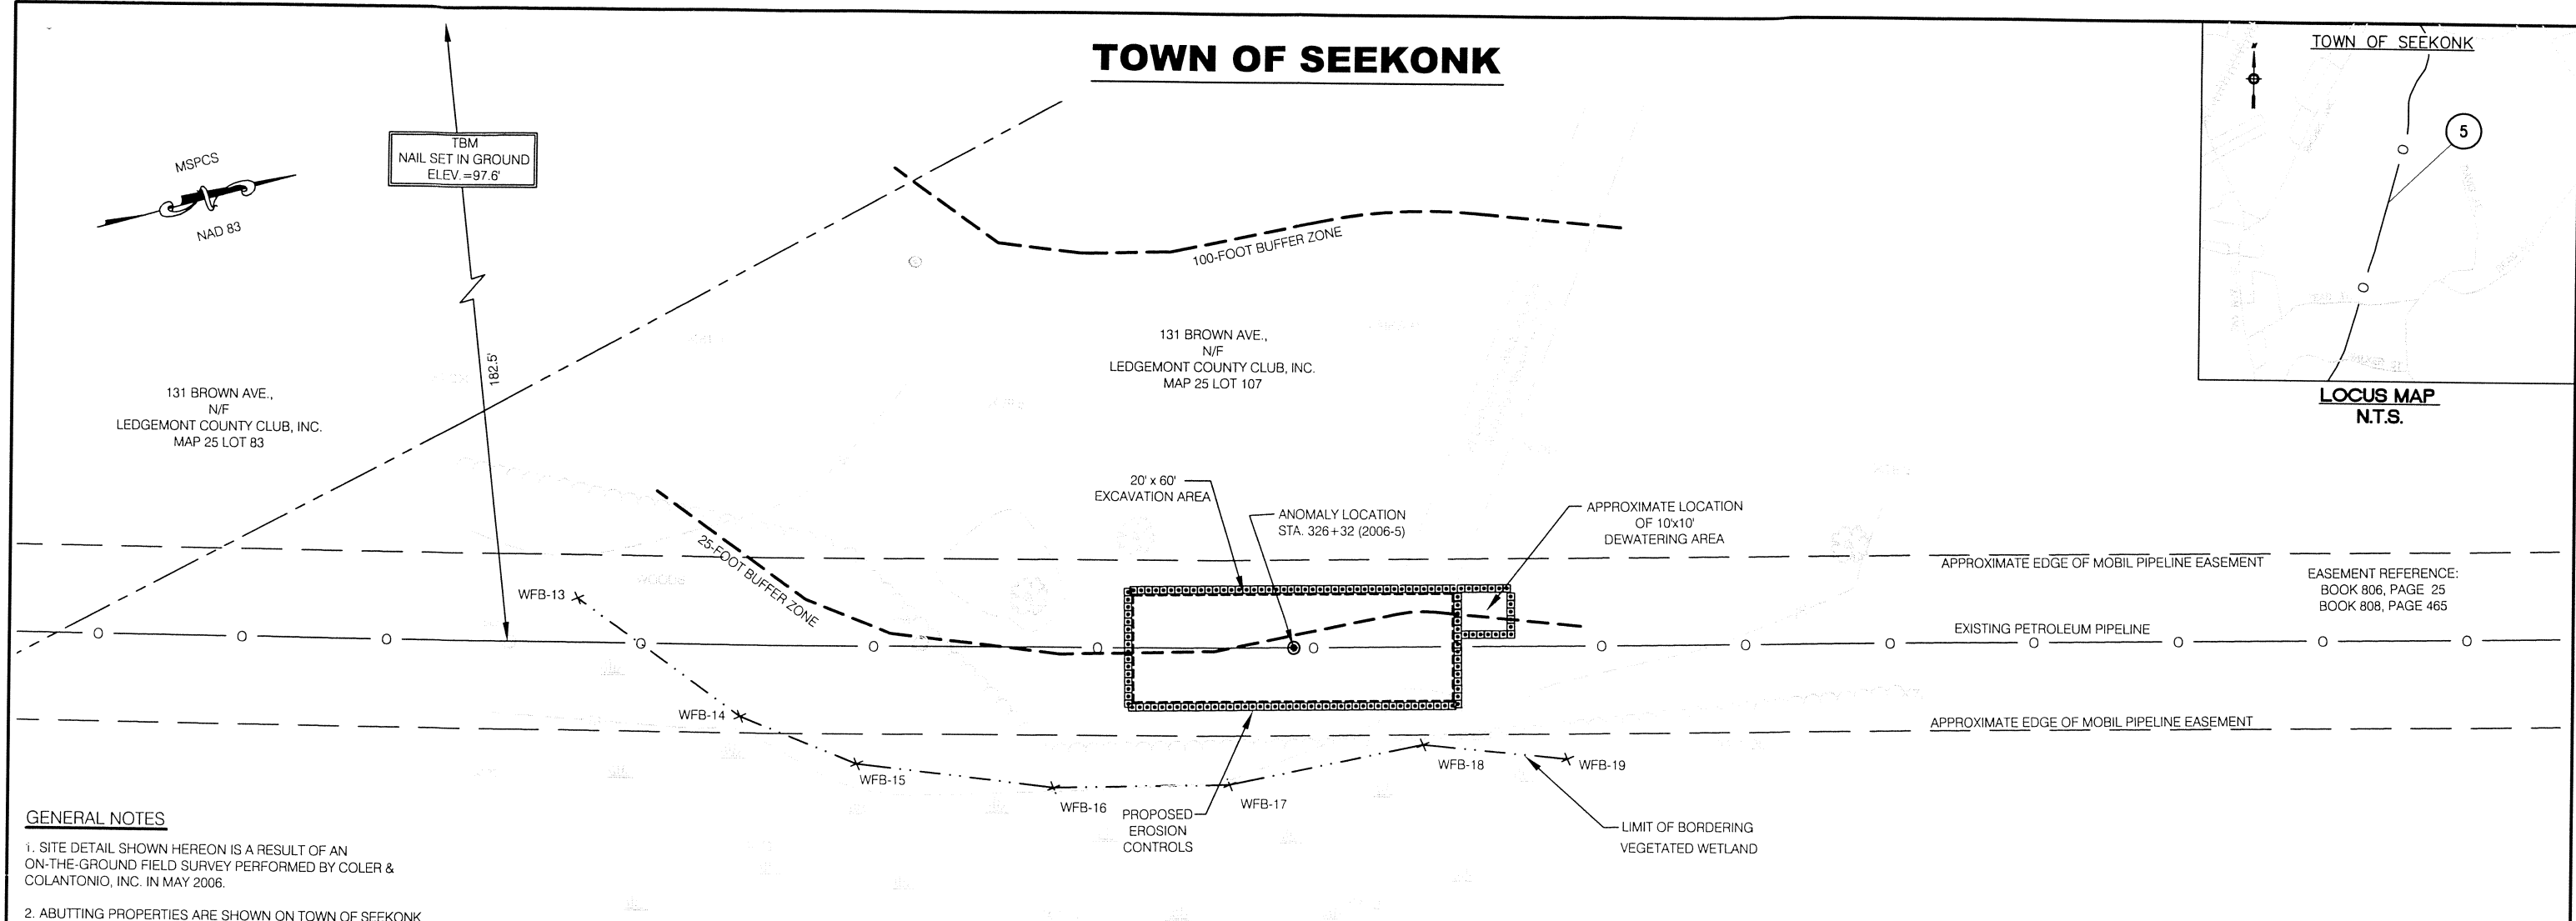 TOWN OF SEEKONK
TOWN OF SEEKONK
5
LOCUS MAP
N.T.S.
TBM
NAIL SET IN GROUND
ELEV.=97.6'
MSPCS
NAD 83
182.5'
100-FOOT BUFFER ZONE
131 BROWN AVE.,
N/F
LEDGEMONT COUNTY CLUB, INC.
MAP 25 LOT 107
131 BROWN AVE.,
N/F
LEDGEMONT COUNTY CLUB, INC.
MAP 25 LOT 83
20' x 60'
EXCAVATION AREA
ANOMALY LOCATION
STA. 326+32 (2006-5)
APPROXIMATE LOCATION
OF 10'x10'
DEWATERING AREA
25-FOOT BUFFER ZONE
WOODS
APPROXIMATE EDGE OF MOBIL PIPELINE EASEMENT
EASEMENT REFERENCE:
BOOK 806, PAGE 25
BOOK 808, PAGE 465
EXISTING PETROLEUM PIPELINE
APPROXIMATE EDGE OF MOBIL PIPELINE EASEMENT
WFB-13
WFB-14
WFB-15
WFB-16
WFB-17
WFB-18
WFB-19
PROPOSED
EROSION
CONTROLS
LIMIT OF BORDERING
VEGETATED WETLAND
GENERAL NOTES
1. SITE DETAIL SHOWN HEREON IS A RESULT OF AN
ON-THE-GROUND FIELD SURVEY PERFORMED BY COLER &
COLANTONIO, INC. IN MAY 2006.
2. ABUTTING PROPERTIES ARE SHOWN ON TOWN OF SEEKONK